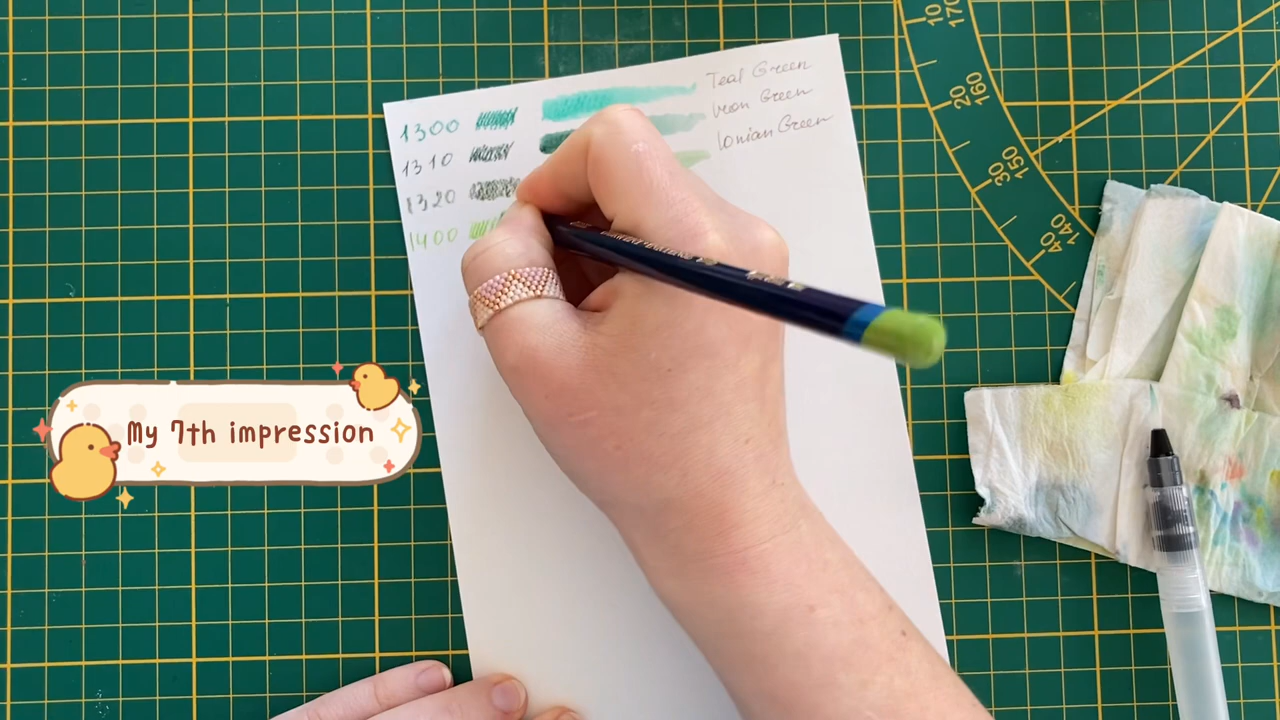 1300
Teal Green
1310
Iron Green
1320
Ionian Green
1400
My 7th impression
10 170
20 160
30 150
40 140